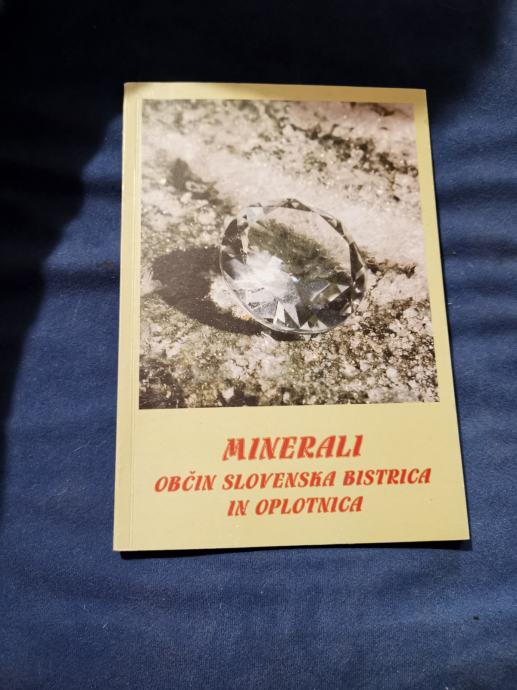 MINERALI
OBČIN SLOVENSKA BISTRICA
IN OPLOTNICA